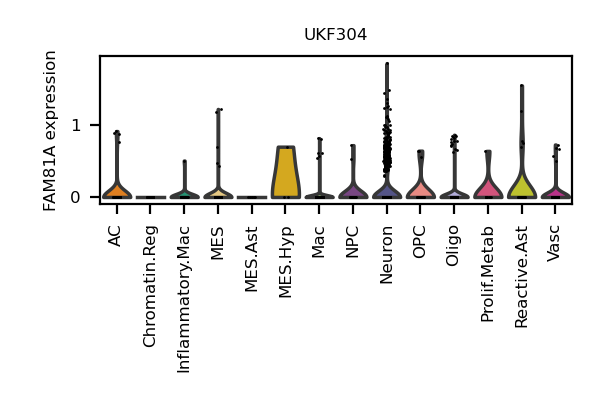 UKF304
FAM81A expression
1
0
AC
Chromatin.Reg
Inflammatory.Mac
MES
MES.Ast
MES.Hyp
Mac
NPC
Neuron
OPC
Oligo
Prolif.Metab
Reactive.Ast
Vasc